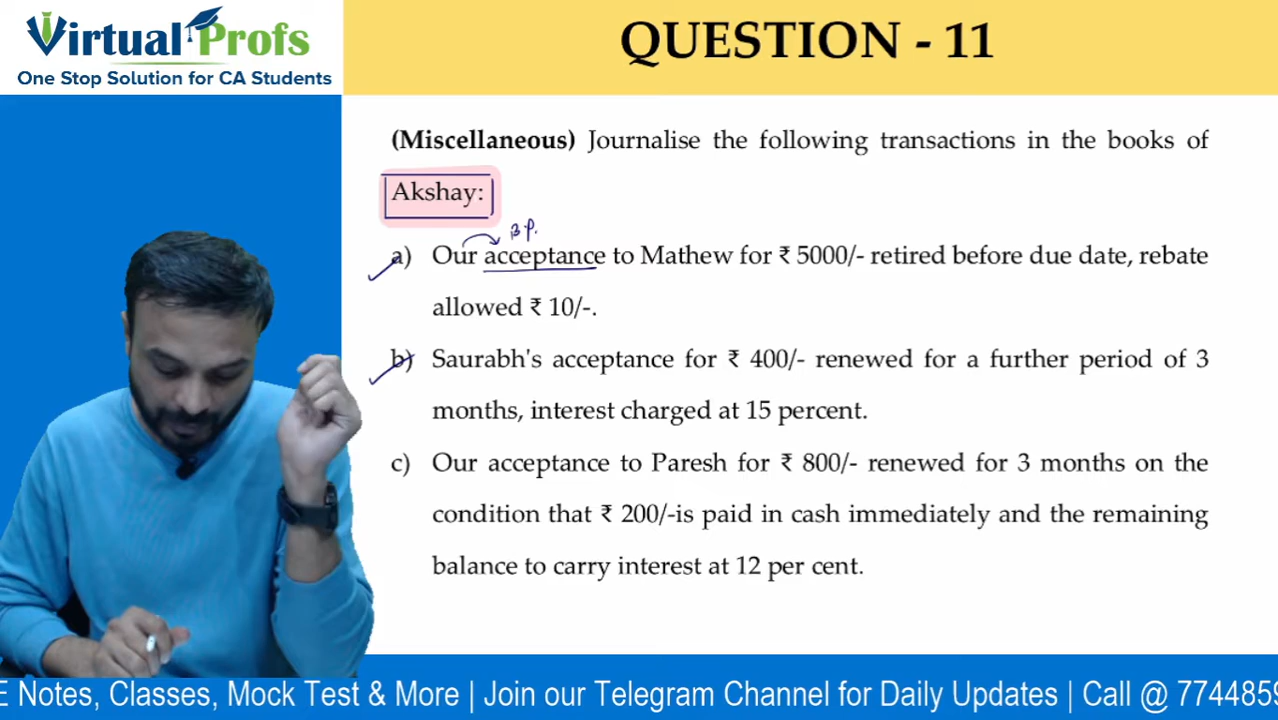 Virtual Profs
One Stop Solution for CA Students
QUESTION - 11
(Miscellaneous) Journalise the following transactions in the books of
Akshay:
B.P.
a) Our acceptance to Mathew for ₹ 5000/- retired before due date, rebate
allowed ₹ 10/-.
b) Saurabh's acceptance for ₹ 400/- renewed for a further period of 3
months, interest charged at 15 percent.
c) Our acceptance to Paresh for ₹ 800/- renewed for 3 months on the
condition that ₹ 200/-is paid in cash immediately and the remaining
balance to carry interest at 12 per cent.
E Notes, Classes, Mock Test & More | Join our Telegram Channel for Daily Updates | Call @ 7744859